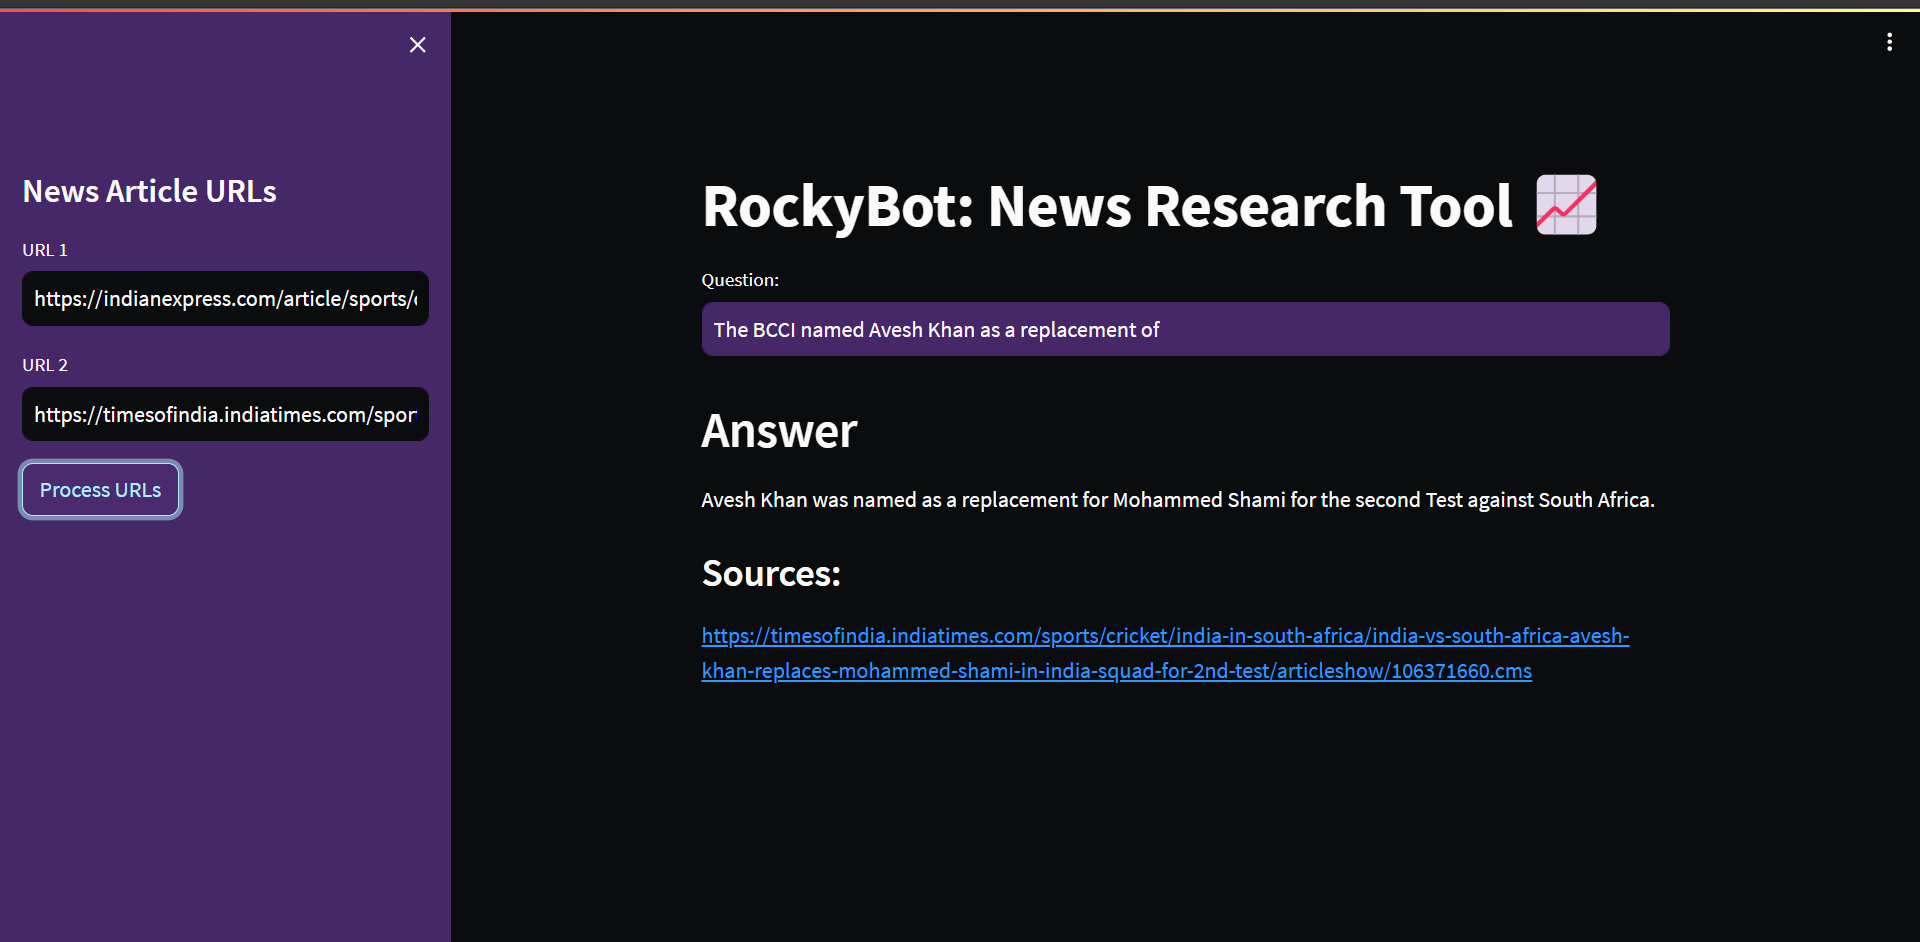 News Article URLs
URL 1
https://indianexpress.com/article/sports/
URL 2
https://timesofindia.indiatimes.com/spor
Process URLs
RockyBot: News Research Tool
Question:
The BCCI named Avesh Khan as a replacement of
Answer
Avesh Khan was named as a replacement for Mohammed Shami for the second Test against South Africa.
Sources:
https://timesofindia.indiatimes.com/sports/cricket/india-in-south-africa/india-vs-south-africa-avesh-
khan-replaces-mohammed-shami-in-india-squad-for-2nd-test/articleshow/106371660.cms